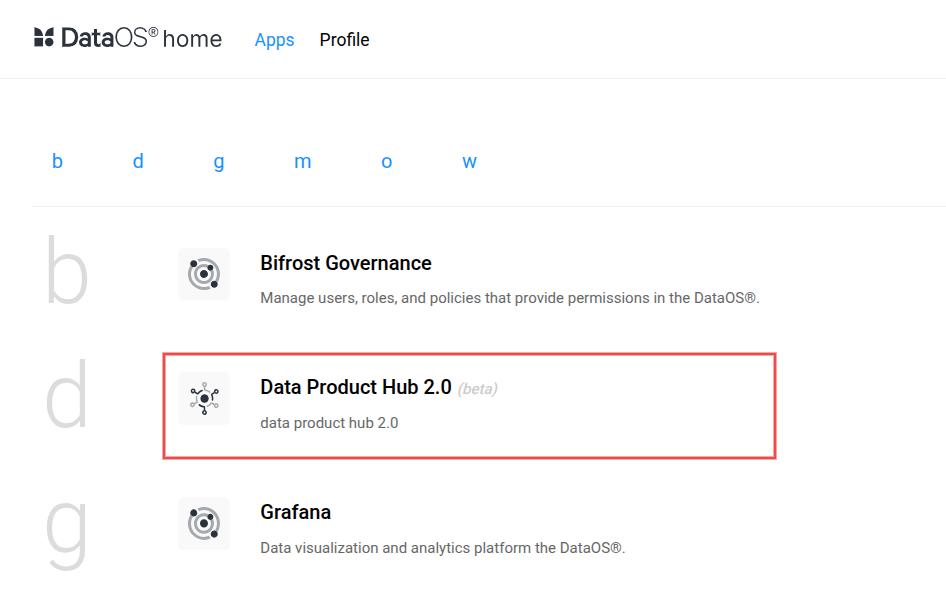 DataOS® home Apps Profile
b d g m o w
b
Bifrost Governance
Manage users, roles, and policies that provide permissions in the DataOS®.
d
Data Product Hub 2.0 (beta)
data product hub 2.0
g
Grafana
Data visualization and analytics platform the DataOS®.